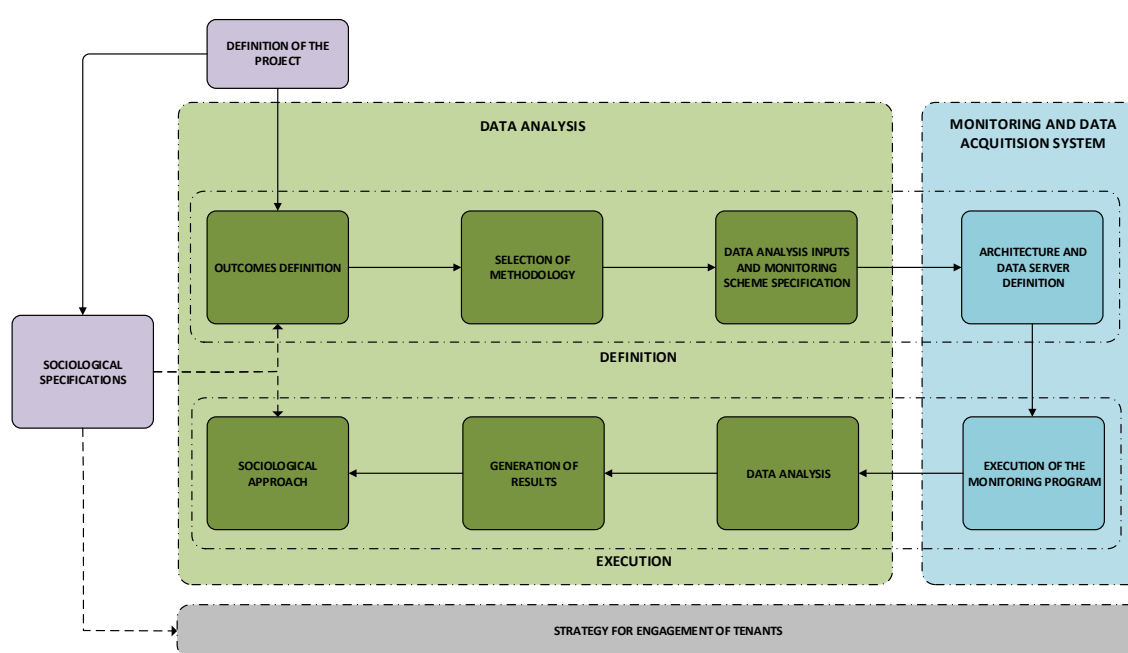 DEFINITION OF THE
PROJECT
DATA ANALYSIS
MONITORING AND DATA
ACQUITISION SYSTEM
OUTCOMES DEFINITION
SELECTION OF
METHODOLOGY
DATA ANALYSIS INPUTS
AND MONITORING
SCHEME SPECIFICATION
ARCHITECTURE AND
DATA SERVER
DEFINITION
DEFINITION
SOCIOLOGICAL
SPECIFICATIONS
SOCIOLOGICAL
APPROACH
GENERATION OF
RESULTS
DATA ANALYSIS
EXECUTION OF THE
MONITORING PROGRAM
EXECUTION
STRATEGY FOR ENGAGEMENT OF TENANTS